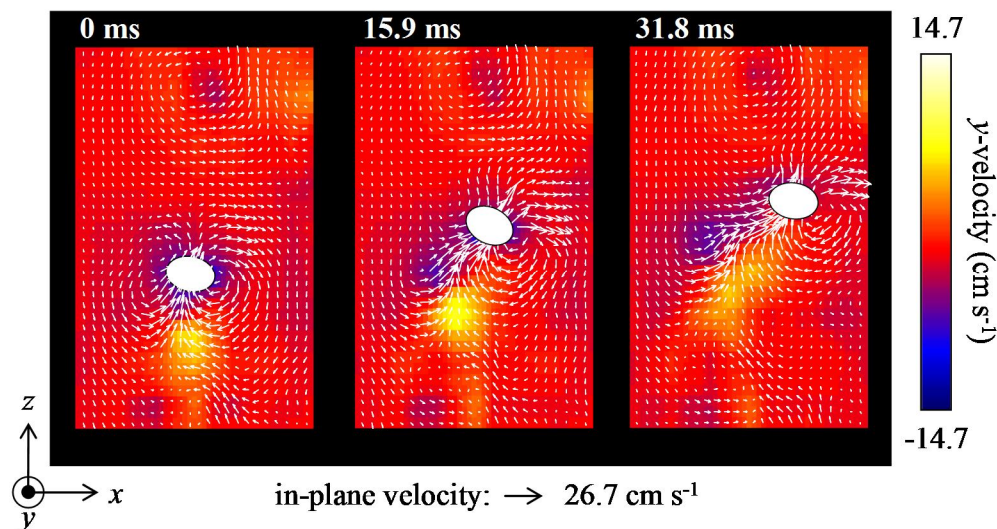 0 ms
15.9 ms
31.8 ms
14.7
y-velocity (cm s⁻¹)
-14.7
z
x
y
in-plane velocity: → 26.7 cm s⁻¹